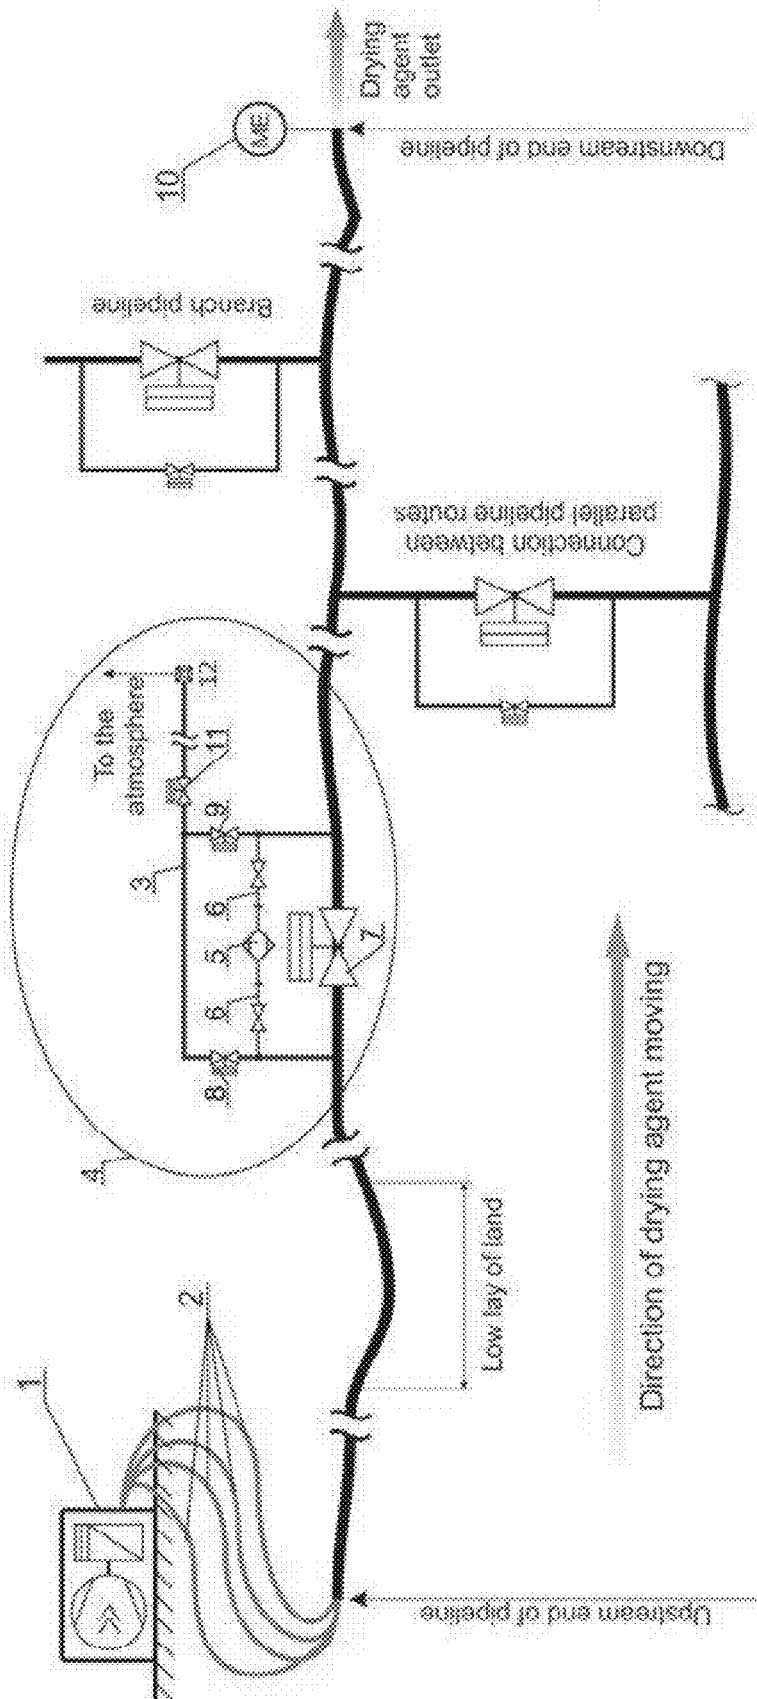 1
2
4
3
To the
atmosphere
8
6
5
6
9
11
12
7
10
ME
Branch pipeline
Drying
agent
outlet
Downstream end of pipeline
Connection between
parallel pipeline routes
Low lay of land
Direction of drying agent moving
Upstream end of pipeline